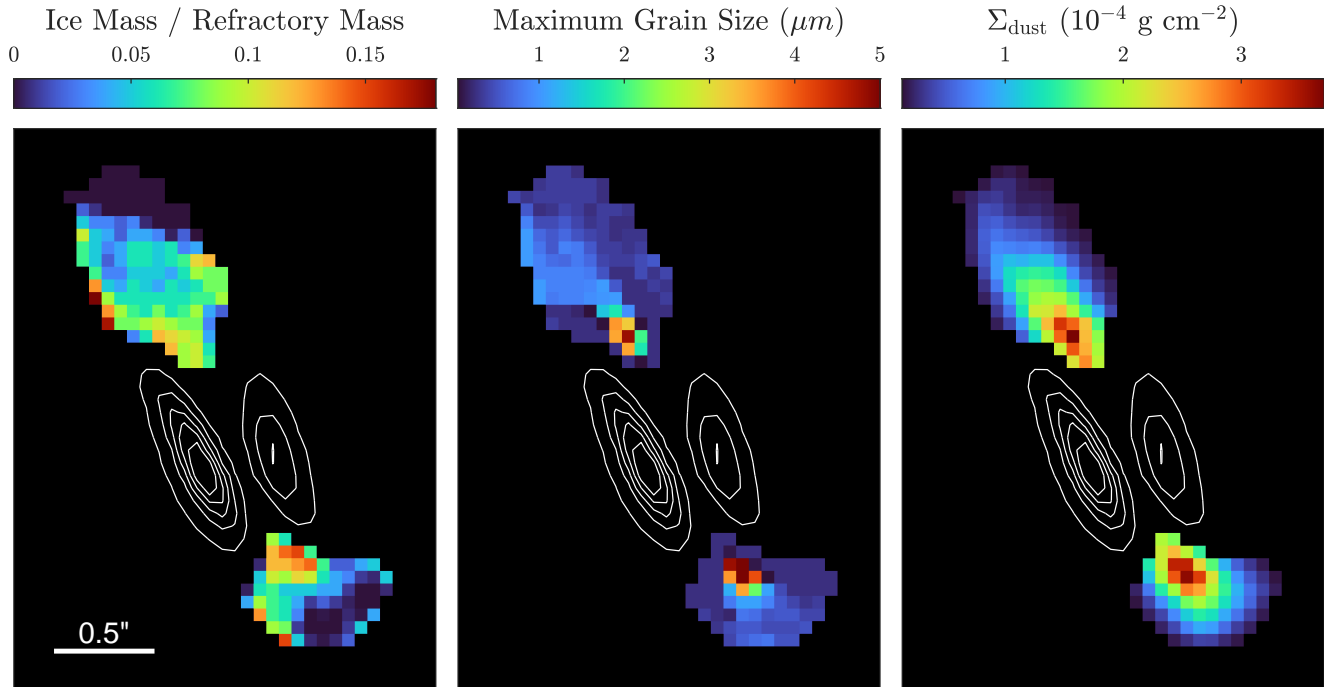 Ice Mass / Refractory Mass
0 0.05 0.1 0.15
Maximum Grain Size (μm)
1 2 3 4 5
Σdust (10−4 g cm−2)
1 2 3
0.5"